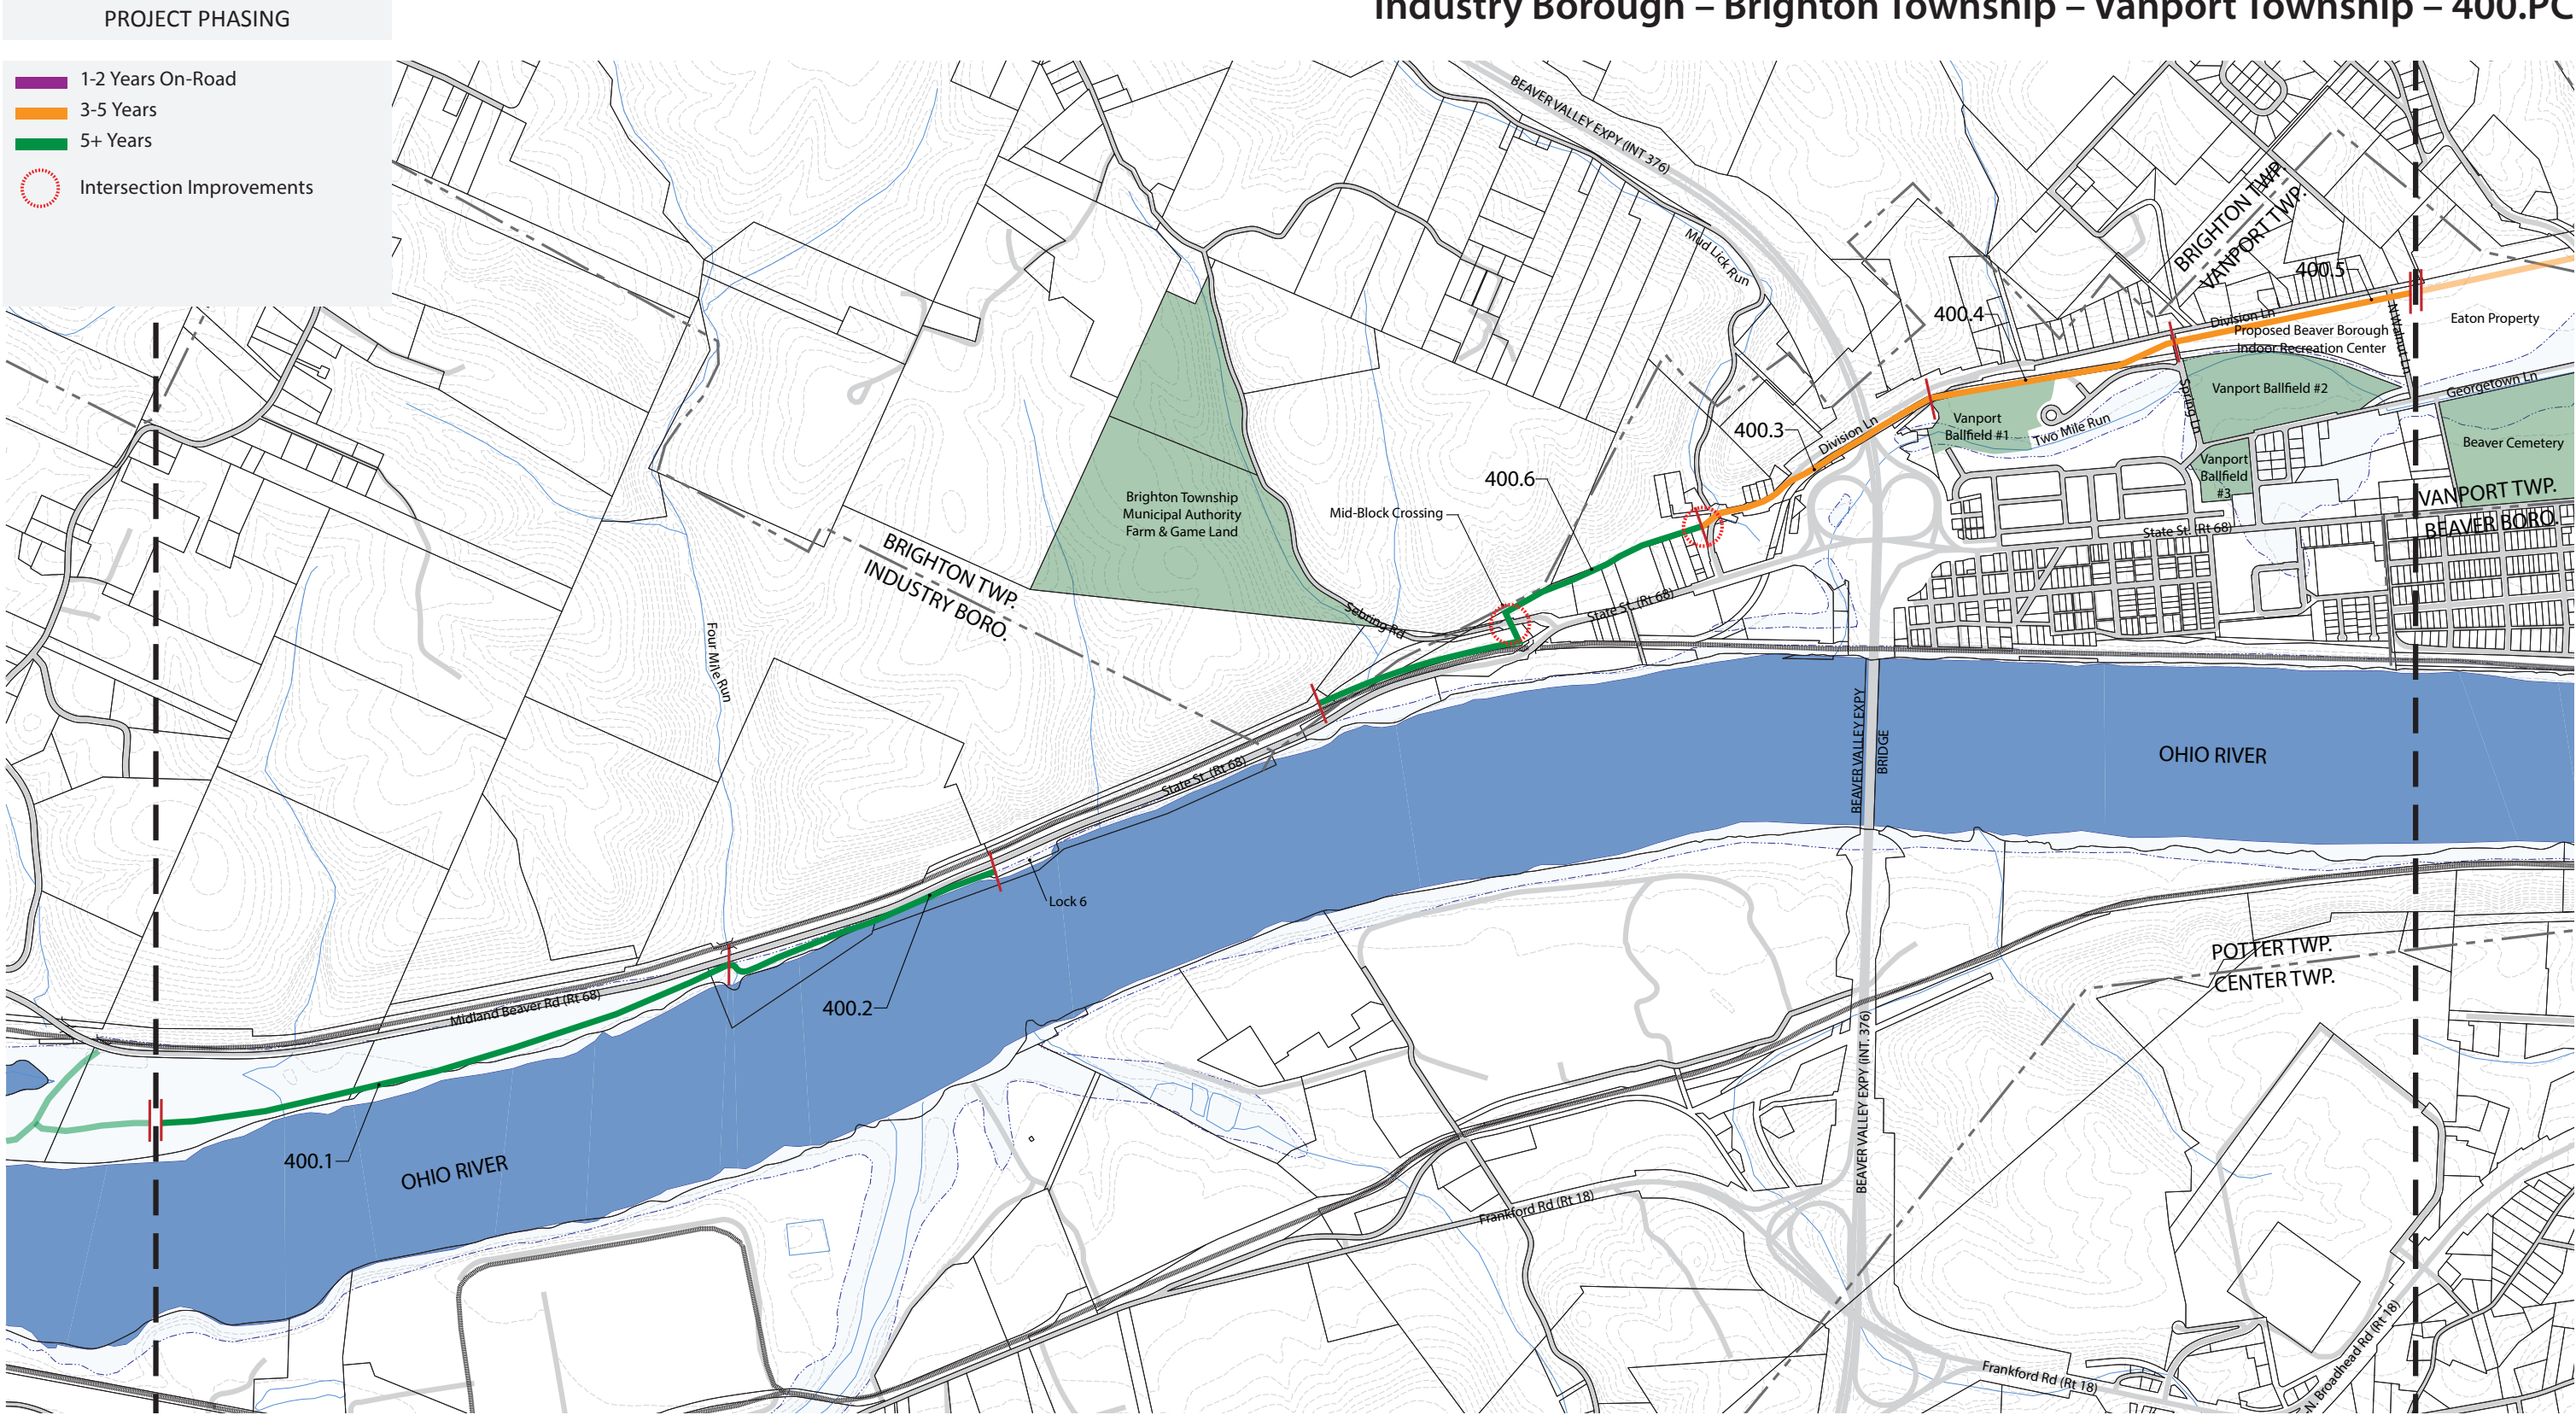 PROJECT PHASING
Industry Borough – Brighton Township – Vanport Township – 400.PC
1-2 Years On-Road
3-5 Years
5+ Years
Intersection Improvements
BEAVER VALLEY EXPY (INT 376)
Mud Lick Run
BRIGHTON TWP.
VANPORT TWP.
400.5
400.4
Division Ln
Proposed Beaver Borough
Indoor Recreation Center
N Walnut Ln
Eaton Property
Georgetown Ln
Vanport Ballfield #2
Spring Ln
Vanport
Ballfield #1
Two Mile Run
Beaver Cemetery
Vanport
Ballfield
#3
400.3
Division Ln
400.6
Mid-Block Crossing
VANPORT TWP.
BEAVER BORO.
State St. (Rt 68)
Brighton Township
Municipal Authority
Farm & Game Land
BRIGHTON TWP.
INDUSTRY BORO.
Sebring Rd
State St. (Rt 68)
Four Mile Run
State St. (Rt 68)
BEAVER VALLEY EXPY
BRIDGE
OHIO RIVER
Lock 6
400.2
Midland Beaver Rd (Rt 68)
POTTER TWP.
CENTER TWP.
400.1
OHIO RIVER
BEAVER VALLEY EXPY (INT. 376)
Frankford Rd (Rt 18)
Frankford Rd (Rt 18)
N. Broadhead Rd (Rt 18)